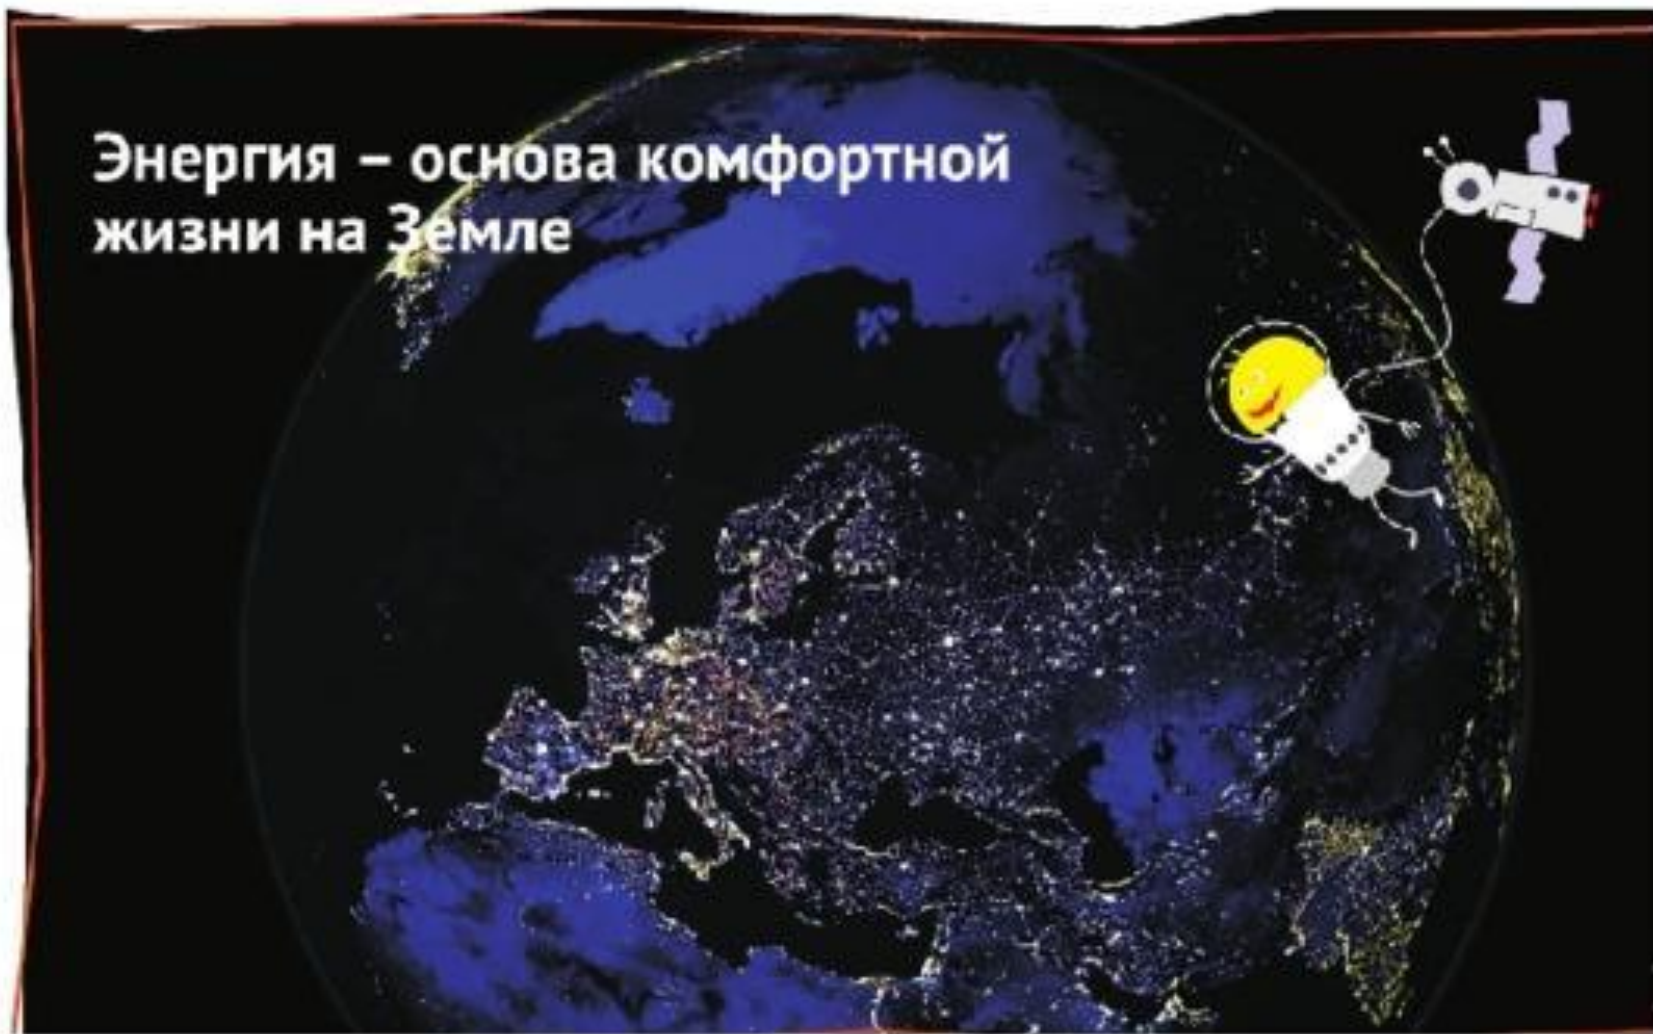 Энергия – основа комфортной
жизни на Земле